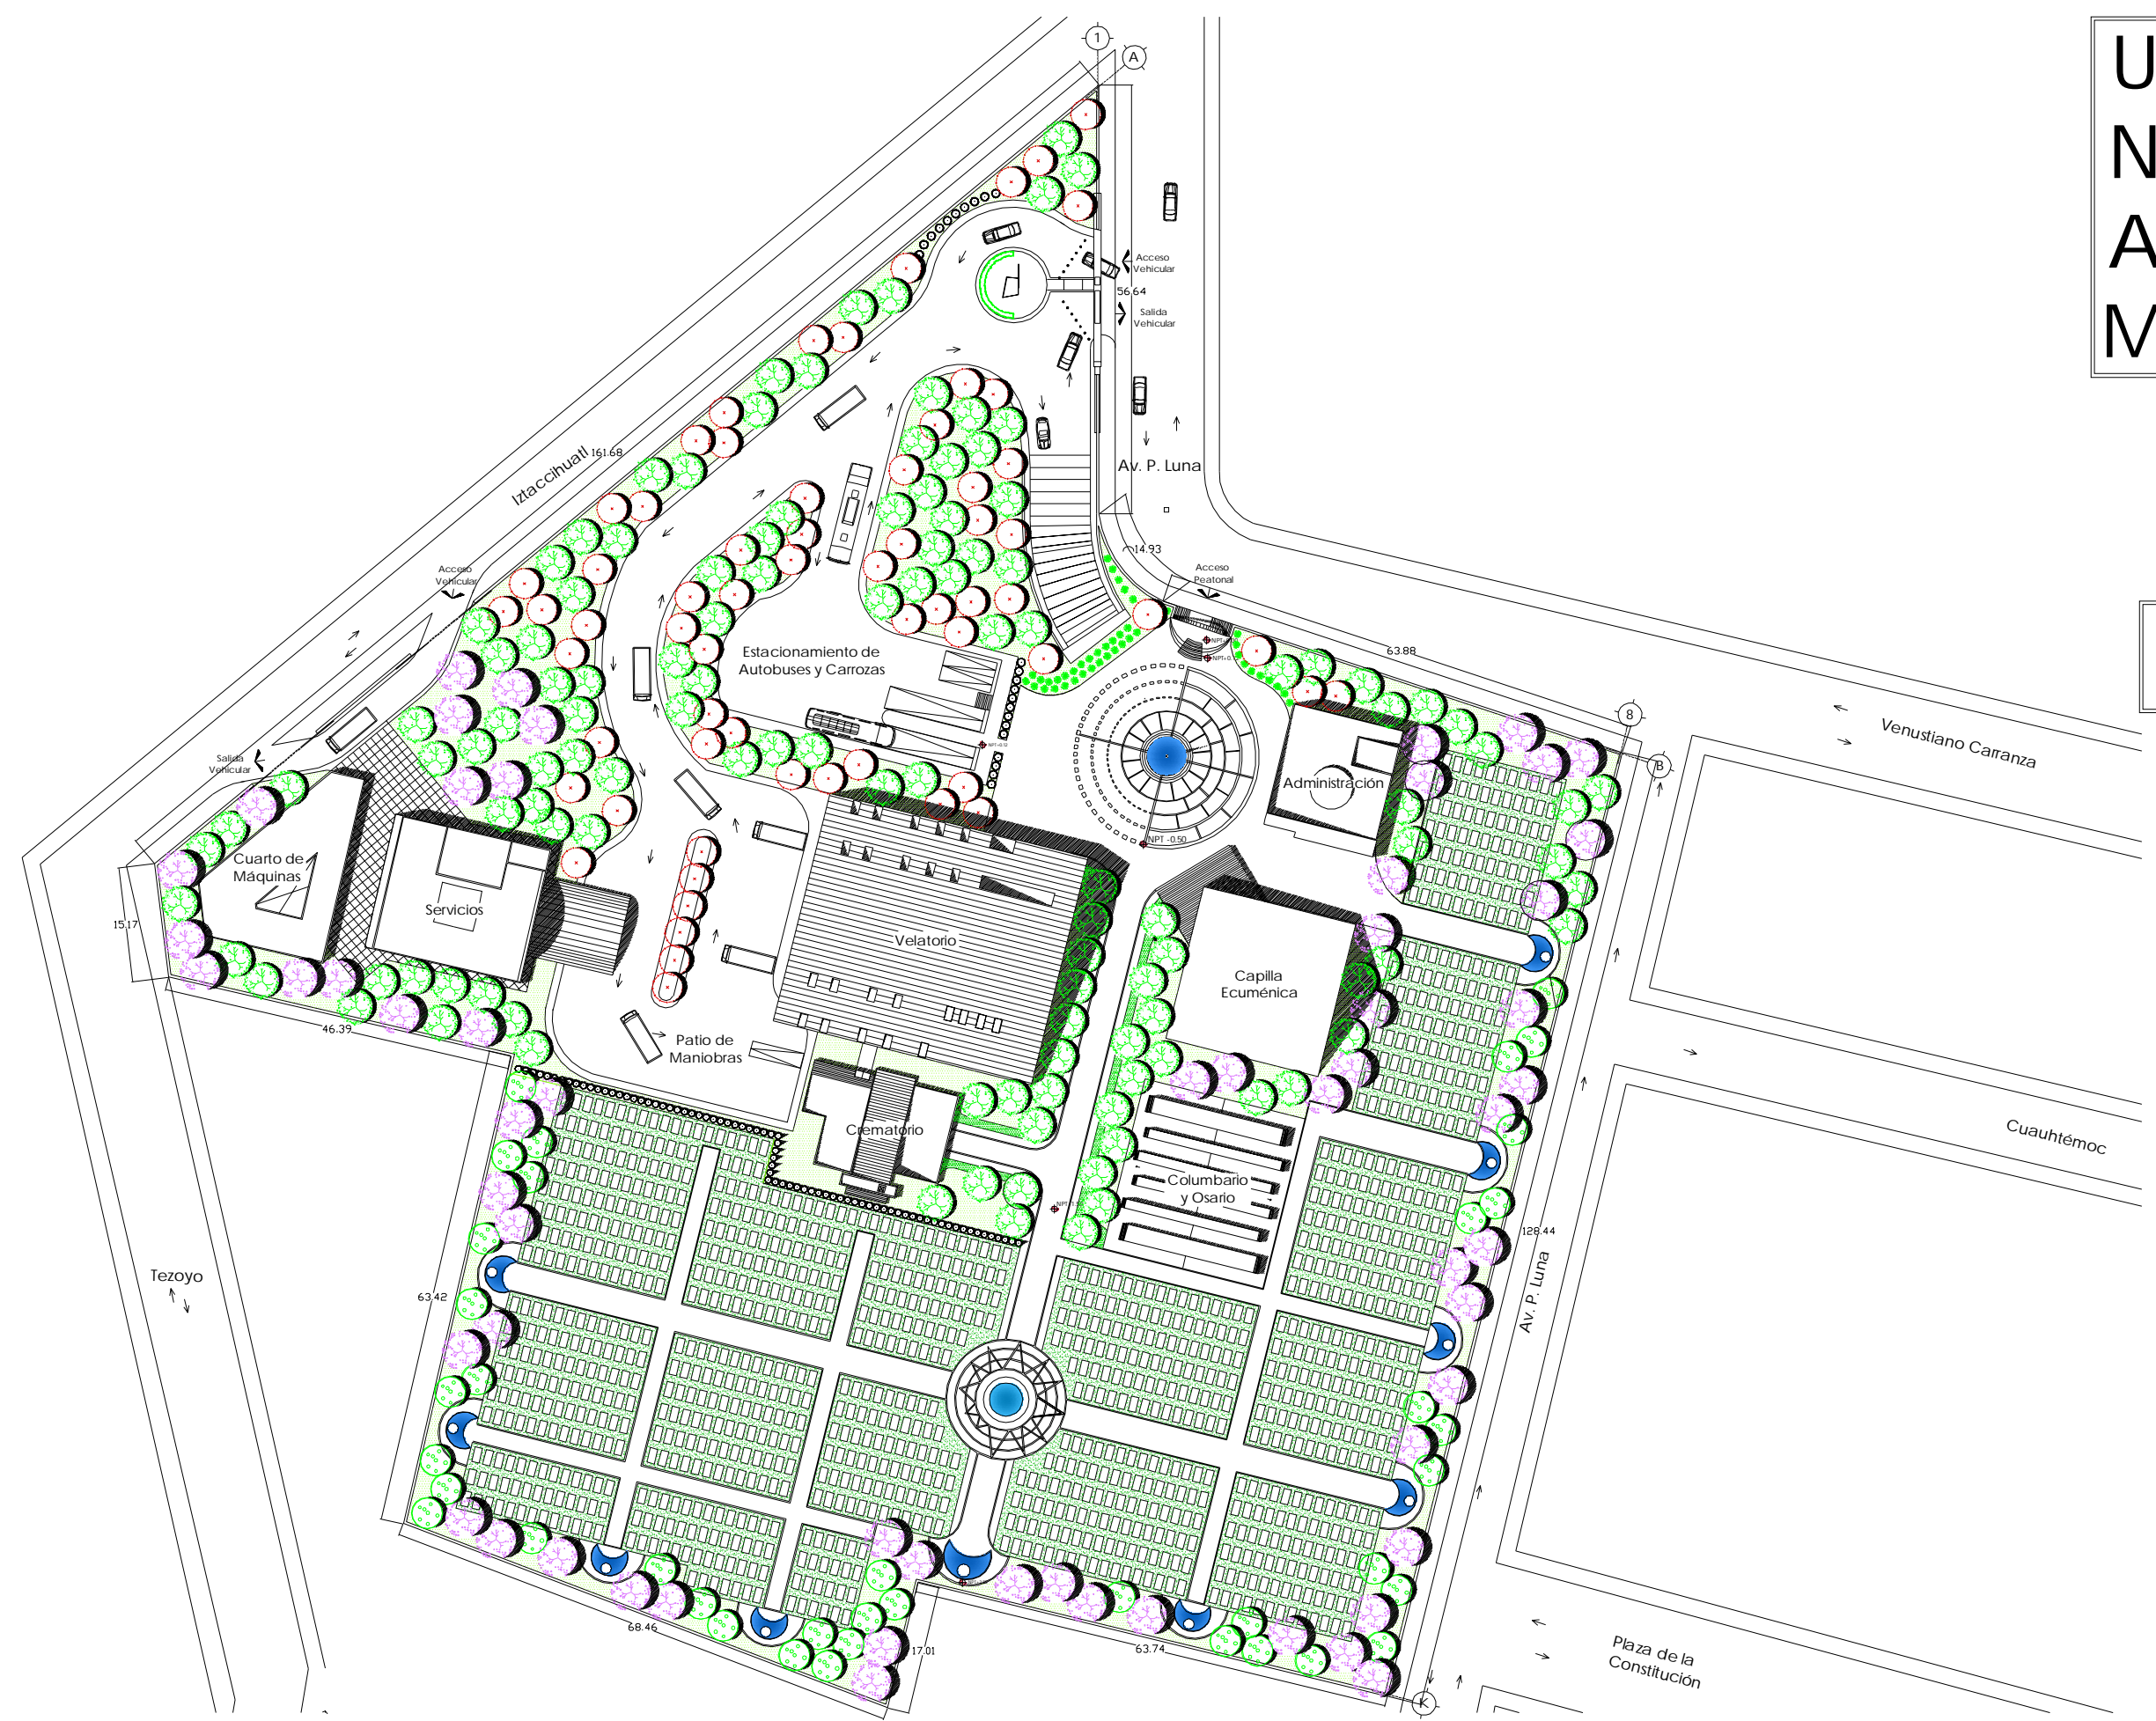 1
A
U
N
A
M
Acceso
Vehicular
56.64
Salida
Vehicular
Iztaccihuatl
161.68
Av. P. Luna
14.93
Acceso
Peatonal
Acceso
Vehicular
63.88
8
B
Venustiano Carranza
Estacionamiento de
Autobuses y Carrozas
Salida
Vehicular
Administración
NPT -0.50
Cuarto de
Máquinas
Servicios
15.17
Velatorio
Capilla
Ecuménica
46.39
Patio de
Maniobras
Crematorio
Cuauhtémoc
Columbario
y Osario
128.44
Av. P. Luna
Tezoyo
63.42
68.46
17.01
63.74
Plaza de la
Constitución
K